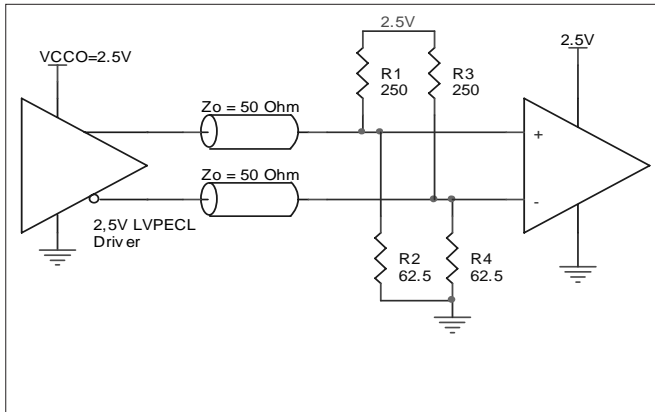 2.5V
VCCO=2.5V
2.5V
R1
250
R3
250
Zo = 50 Ohm
+
Zo = 50 Ohm
-
2,5V LVPECL
Driver
R2
62.5
R4
62.5